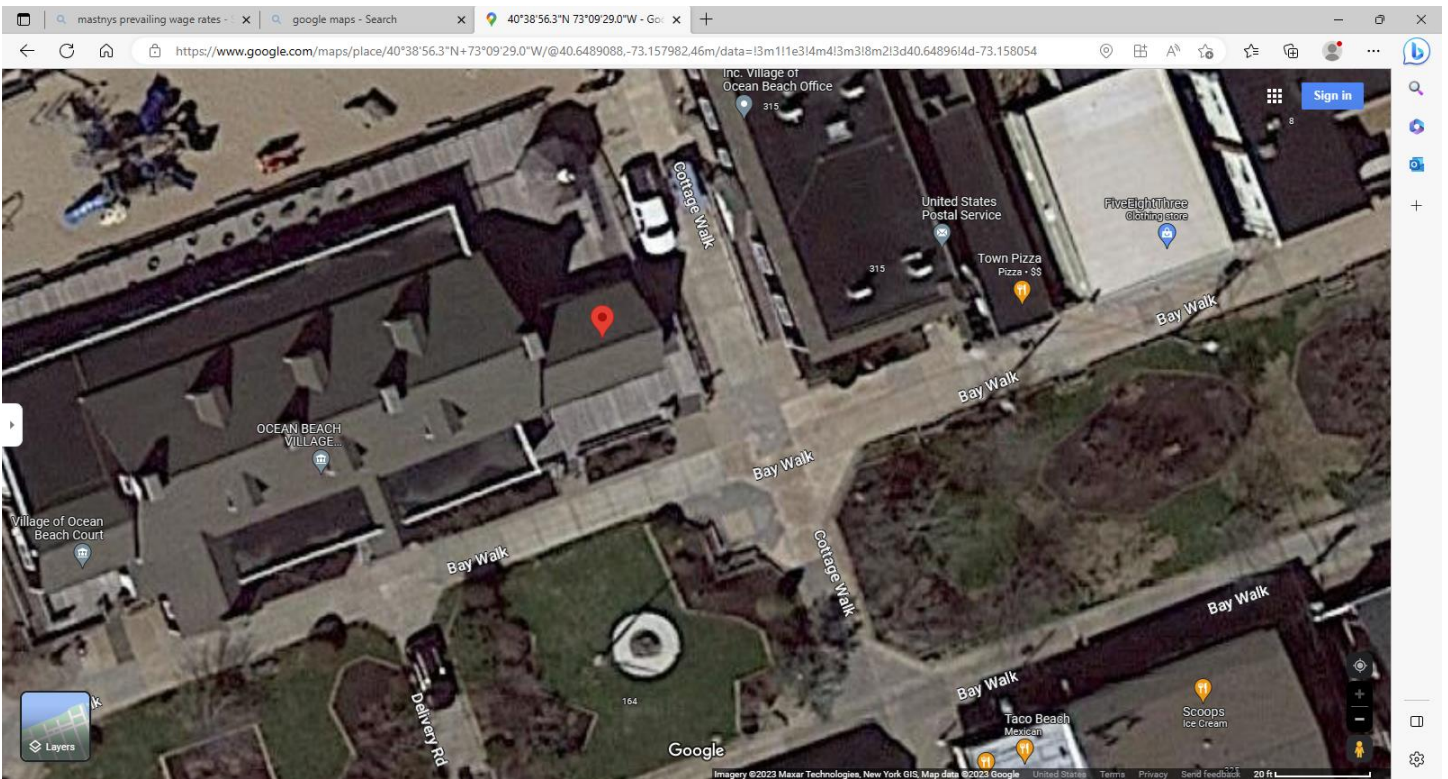 mastnys prevailing wage rates -
google maps - Search
40°38'56.3"N 73°09'29.0"W - Go
https://www.google.com/maps/place/40°38'56.3"N+73°09'29.0"W/@40.6489088,-73.157982,46m/data=!3m1!1e3!4m4!3m3!8m2!3d40.64896!4d-73.158054
Inc. Village of
Ocean Beach Office
315
Sign in
8
Cottage Walk
United States
Postal Service
FiveEightThree
Clothing store
315
Town Pizza
Pizza • $$
Bay Walk
Bay Walk
OCEAN BEACH
VILLAGE...
Bay Walk
Village of Ocean
Beach Court
Bay Walk
Cottage Walk
Bay Walk
Bay Walk
164
Delivery Rd
Scoops
Ice Cream
Taco Beach
Mexican
Layers
Google
Imagery ©2023 Maxar Technologies, New York GIS, Map data ©2023 Google United States Terms Privacy Send feedback 20 ft